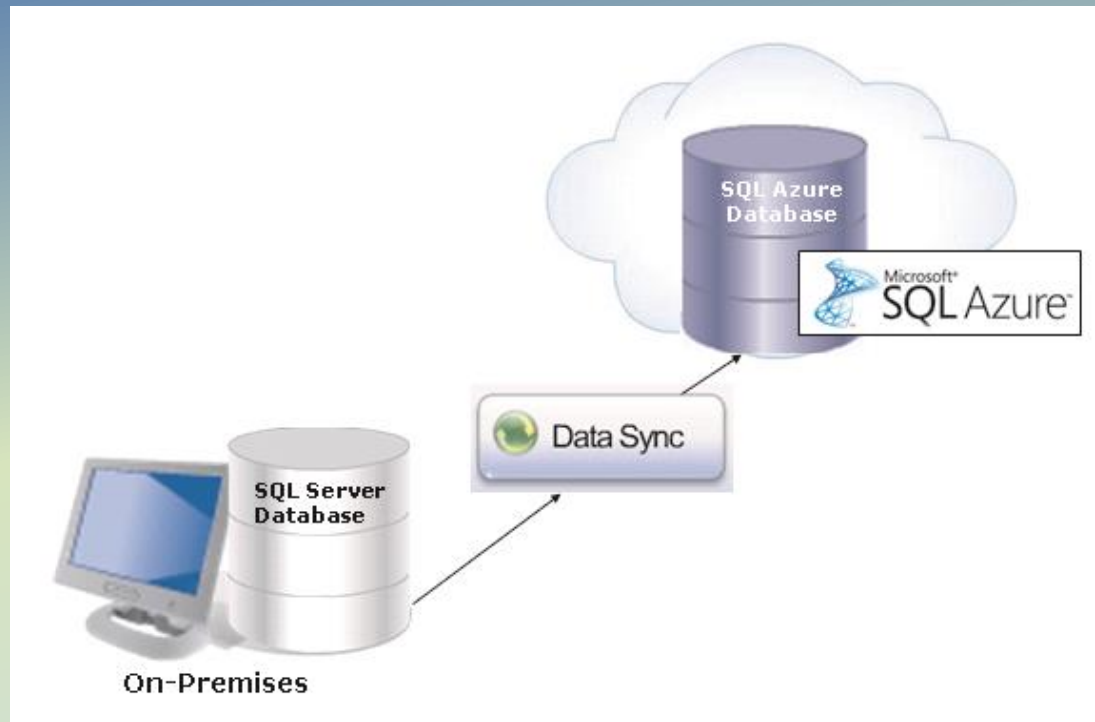 SQL Azure
Database
Microsoft®
SQL Azure™
Data Sync
SQL Server
Database
On-Premises